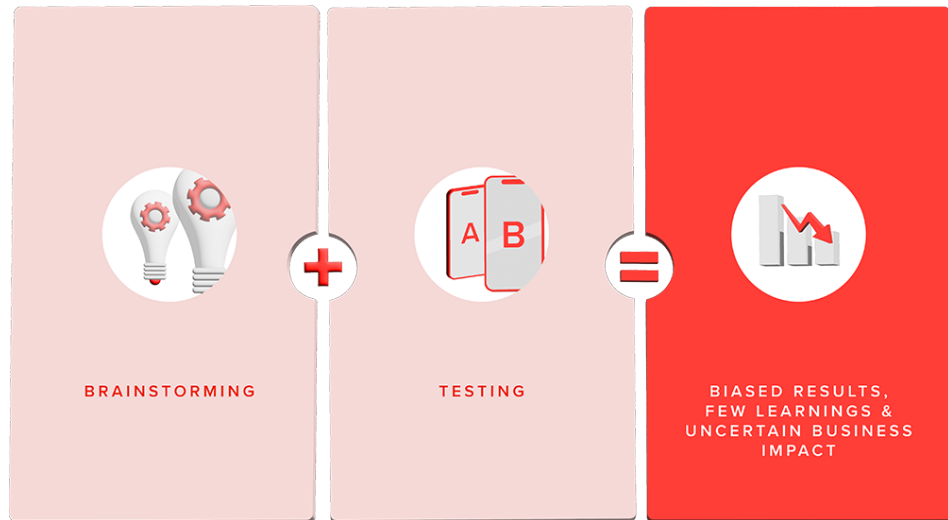 BRAINSTORMING
A
B
TESTING
BIASED RESULTS,
FEW LEARNINGS &
UNCERTAIN BUSINESS
IMPACT